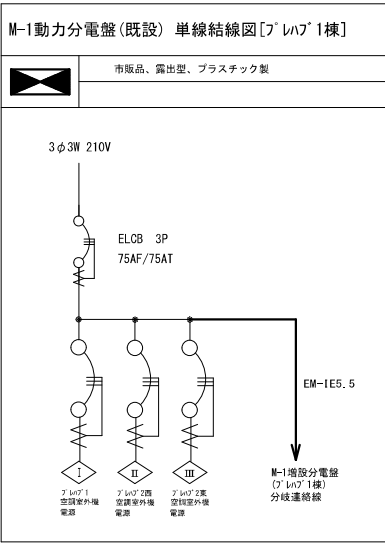 M-1動力分電盤(既設) 単線結線図[ﾌﾟﾚﾊﾌﾞ1棟]
市販品、露出型、プラスチック製
3φ3W 210V
ELCB 3P
75AF/75AT
EM-IE5.5
Ⅰ
Ⅱ
Ⅲ
ﾌﾟﾚﾊﾌﾞ1
空調室外機
電源
ﾌﾟﾚﾊﾌﾞ2西
空調室外機
電源
ﾌﾟﾚﾊﾌﾞ2東
空調室外機
電源
M-1増設分電盤
(ﾌﾟﾚﾊﾌﾞ1棟)
分岐連絡線